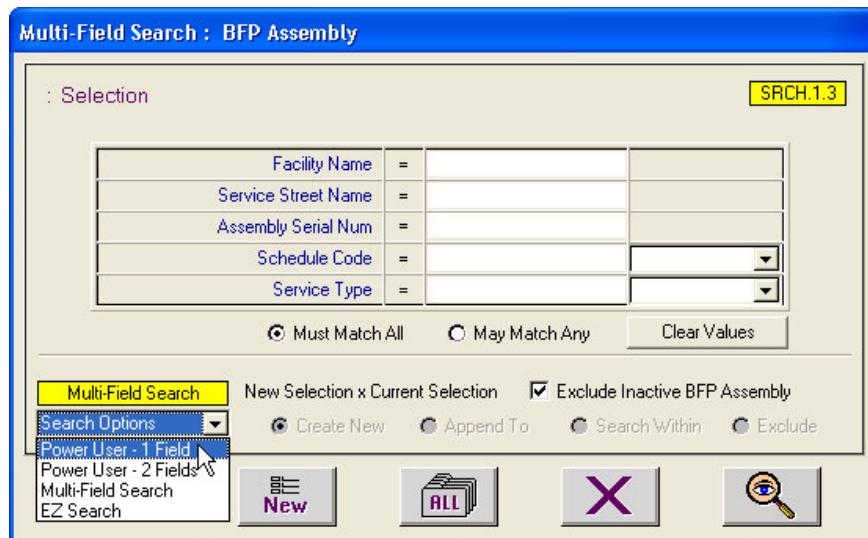 Multi-Field Search : BFP Assembly
: Selection
SRCH.1.3
Facility Name =
Service Street Name =
Assembly Serial Num =
Schedule Code =
Service Type =
Must Match All May Match Any Clear Values
Multi-Field Search New Selection x Current Selection Exclude Inactive BFP Assembly
Search Options Create New Append To Search Within Exclude
Power User - 1 Field
Power User - 2 Fields
Multi-Field Search
EZ Search
New ALL